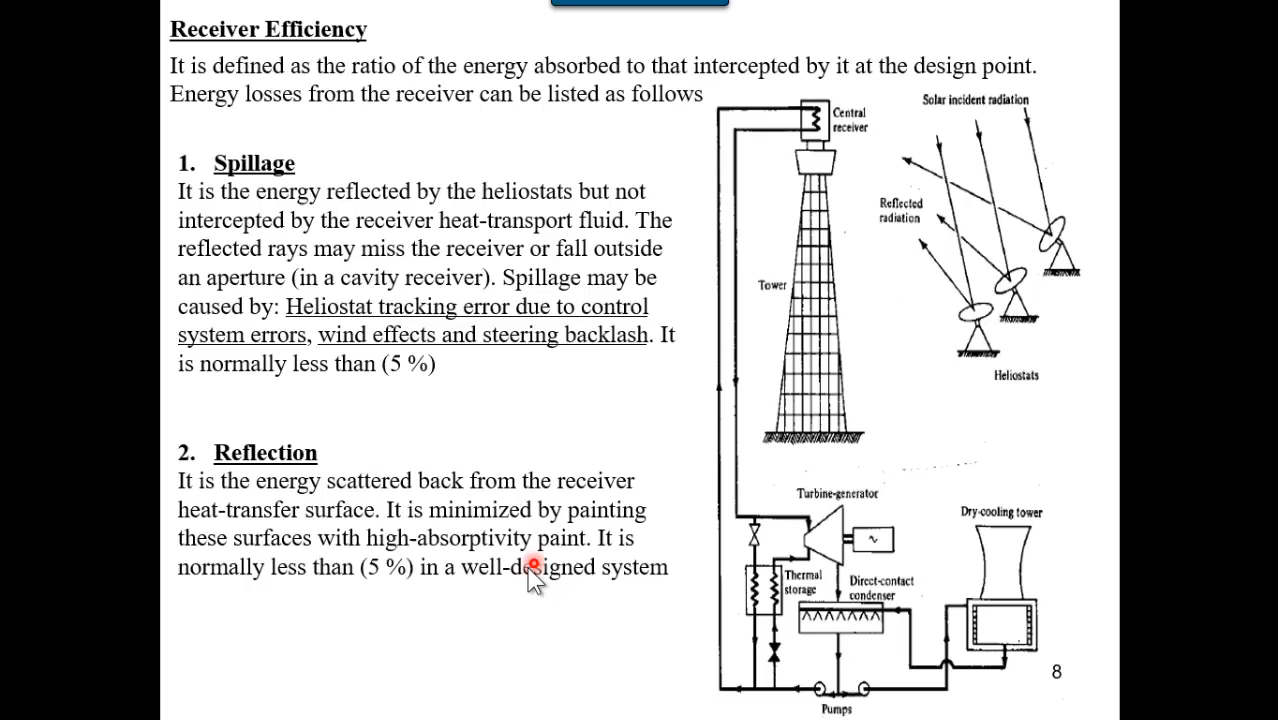 Receiver Efficiency
It is defined as the ratio of the energy absorbed to that intercepted by it at the design point.
Energy losses from the receiver can be listed as follows
1. Spillage
It is the energy reflected by the heliostats but not
intercepted by the receiver heat-transport fluid. The
reflected rays may miss the receiver or fall outside
an aperture (in a cavity receiver). Spillage may be
caused by: Heliostat tracking error due to control
system errors, wind effects and steering backlash. It
is normally less than (5 %)
2. Reflection
It is the energy scattered back from the receiver
heat-transfer surface. It is minimized by painting
these surfaces with high-absorptivity paint. It is
normally less than (5 %) in a well-designed system
Central
receiver
Solar incident radiation
Reflected
radiation
Tower
Heliostats
Turbine-generator
Dry-cooling tower
Thermal
storage
Direct-contact
condenser
Pumps
8